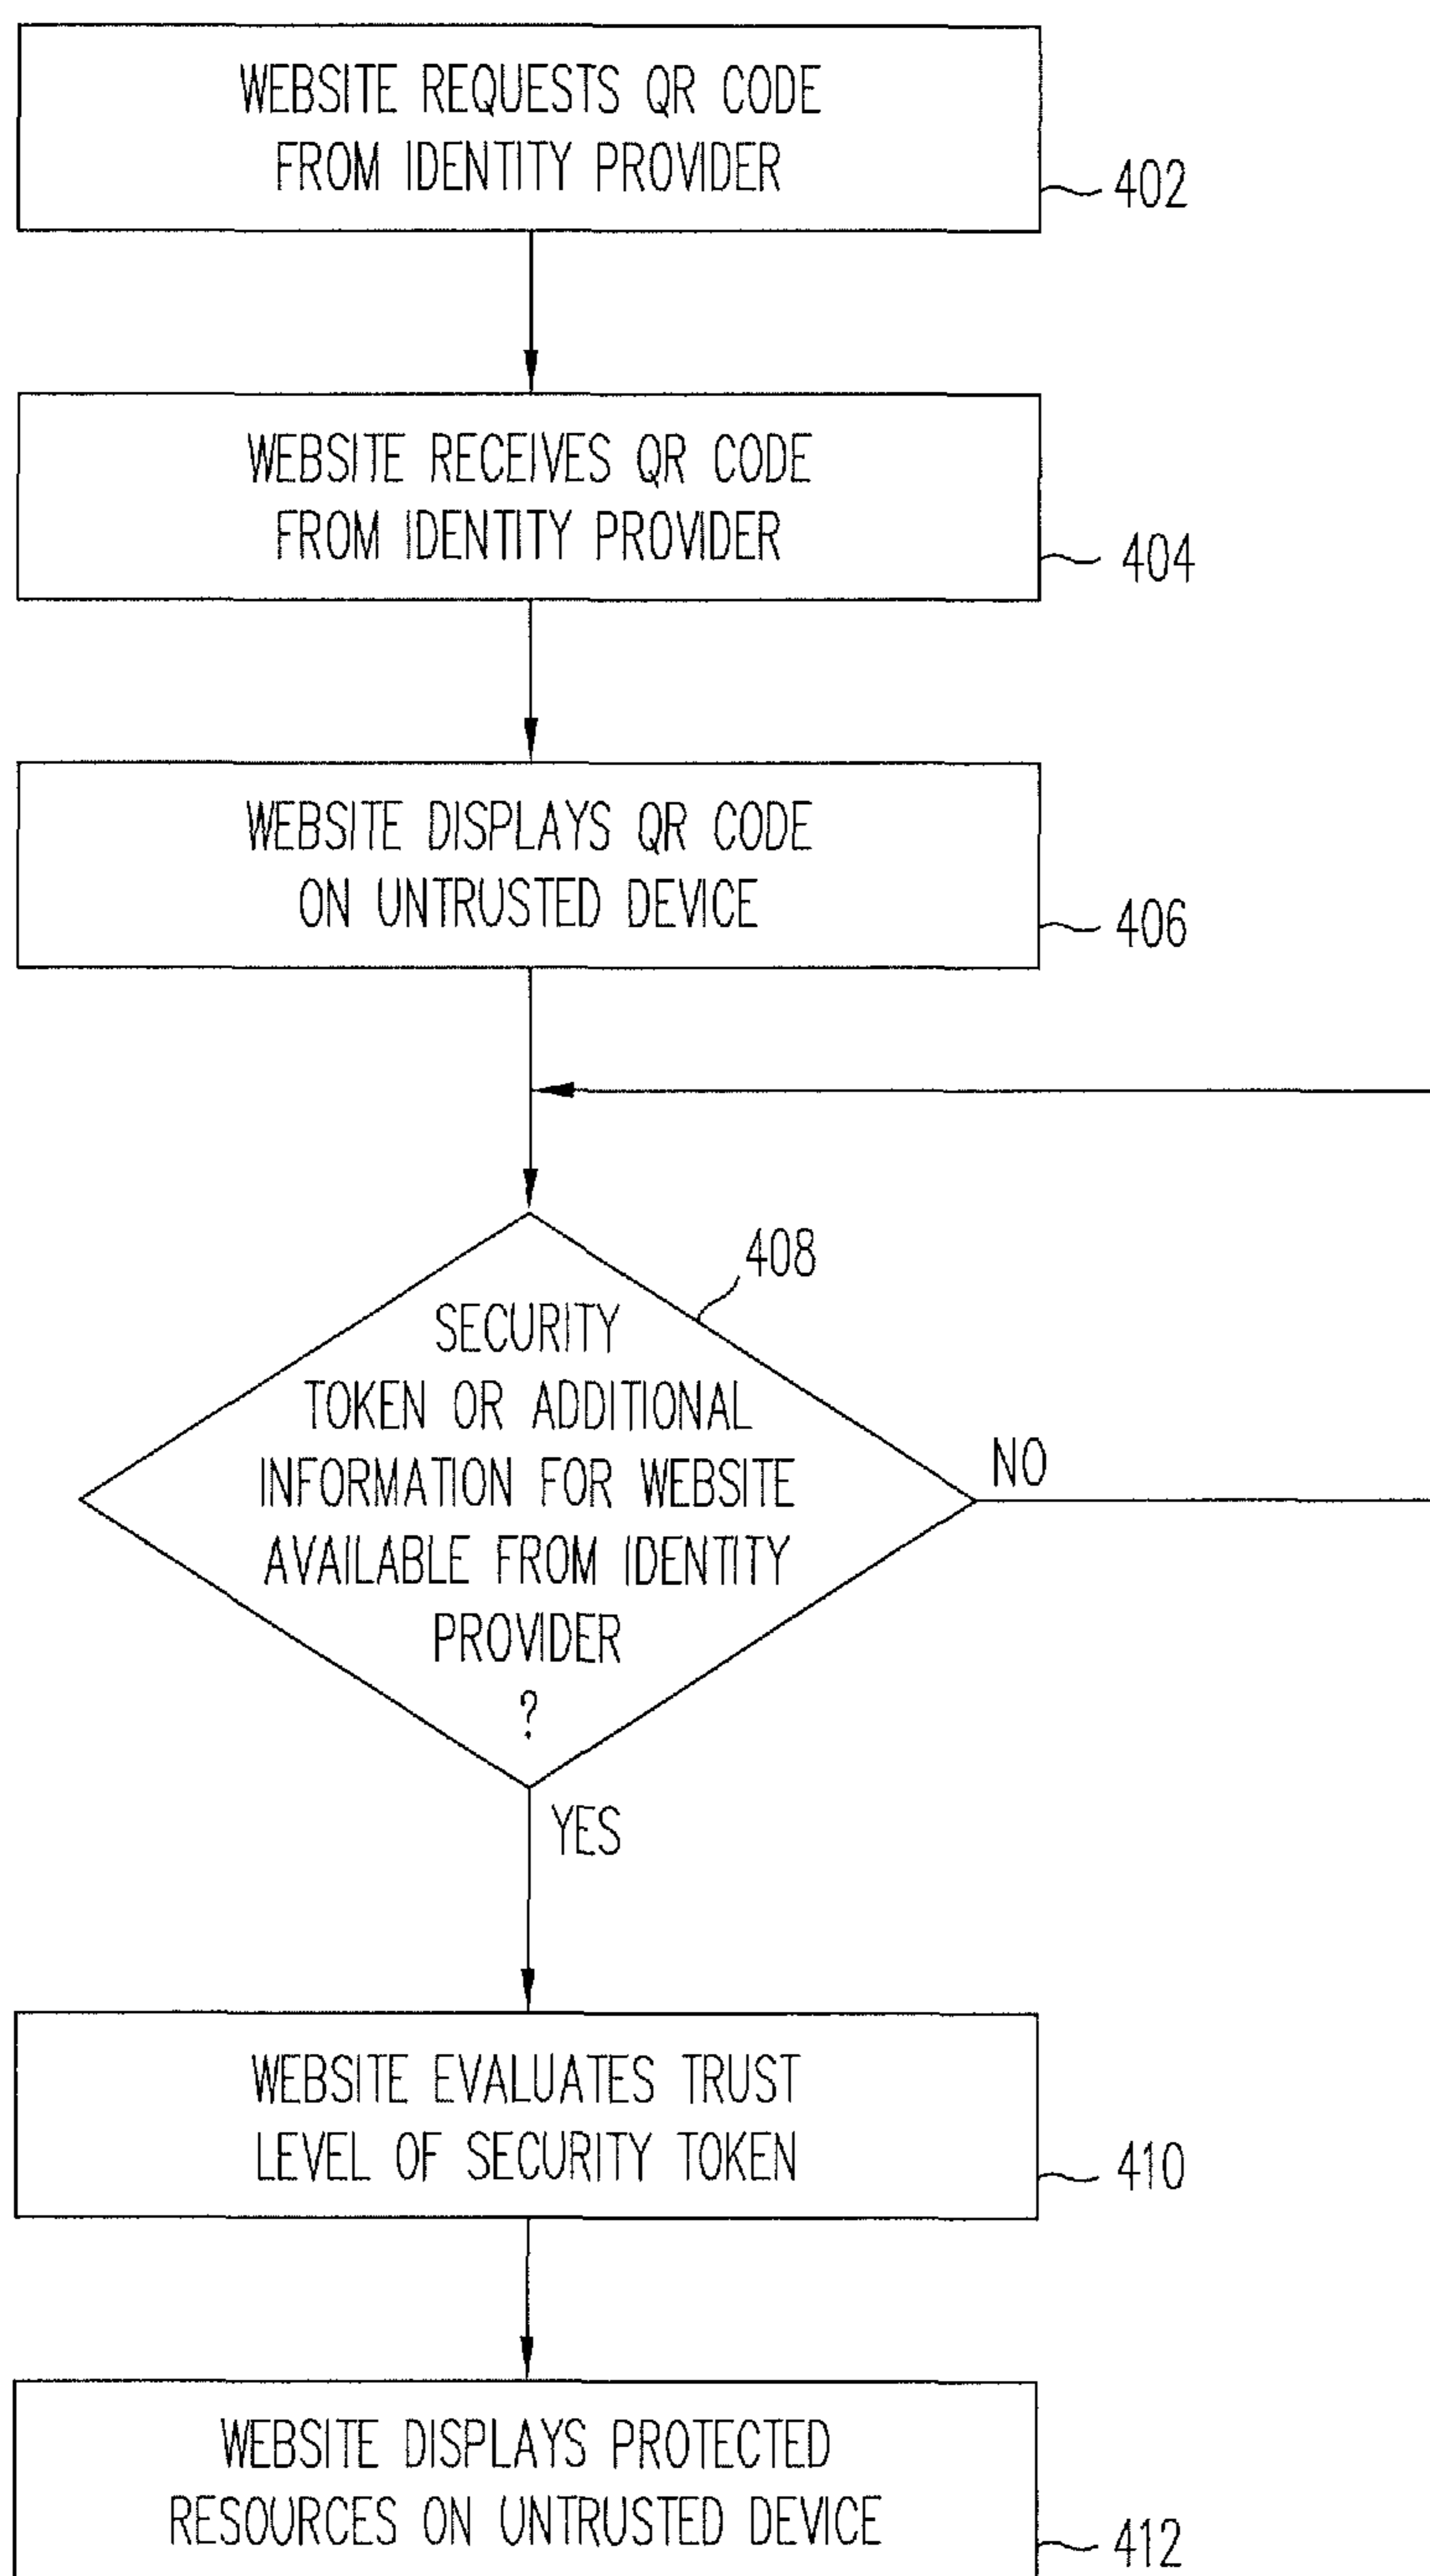 WEBSITE REQUESTS QR CODE
FROM IDENTITY PROVIDER
402
WEBSITE RECEIVES QR CODE
FROM IDENTITY PROVIDER
404
WEBSITE DISPLAYS QR CODE
ON UNTRUSTED DEVICE
406
408
SECURITY
TOKEN OR ADDITIONAL
INFORMATION FOR WEBSITE
AVAILABLE FROM IDENTITY
PROVIDER
?
NO
YES
WEBSITE EVALUATES TRUST
LEVEL OF SECURITY TOKEN
410
WEBSITE DISPLAYS PROTECTED
RESOURCES ON UNTRUSTED DEVICE
412